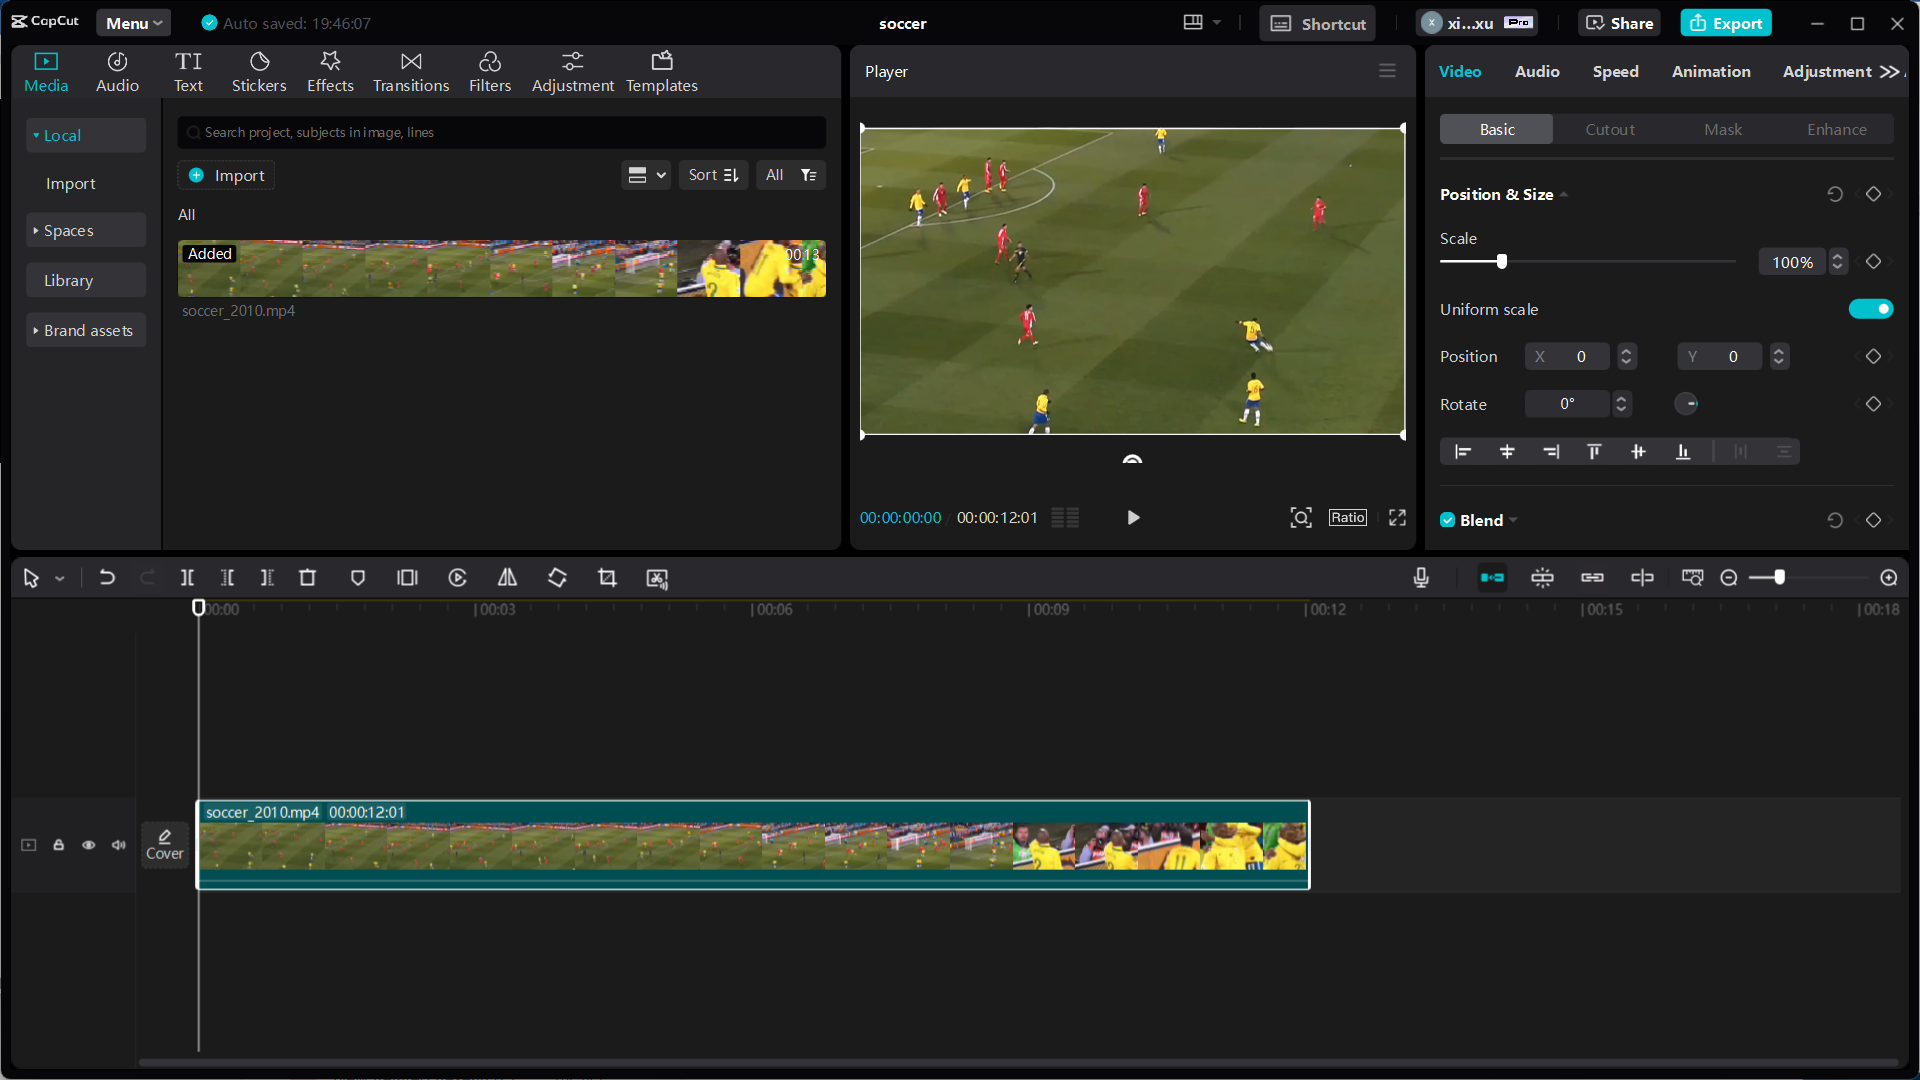 CapCut
Menu
Auto saved: 19:46:07
soccer
Shortcut
xi...xu
Pro
Share
Export
Media
Audio
Text
Stickers
Effects
Transitions
Filters
Adjustment
Templates
Local
Import
Spaces
Library
Brand assets
Search project, subjects in image, lines
Import
Sort
All
All
Added
00:13
soccer_2010.mp4
Player
00:00:00:00
00:00:12:01
Ratio
Video
Audio
Speed
Animation
Adjustment
Basic
Cutout
Mask
Enhance
Position & Size
Scale
100%
Uniform scale
Position
X 0
Y 0
Rotate
0°
Blend
00:00
00:03
00:06
00:09
00:12
00:15
00:18
Cover
soccer_2010.mp4 00:00:12:01